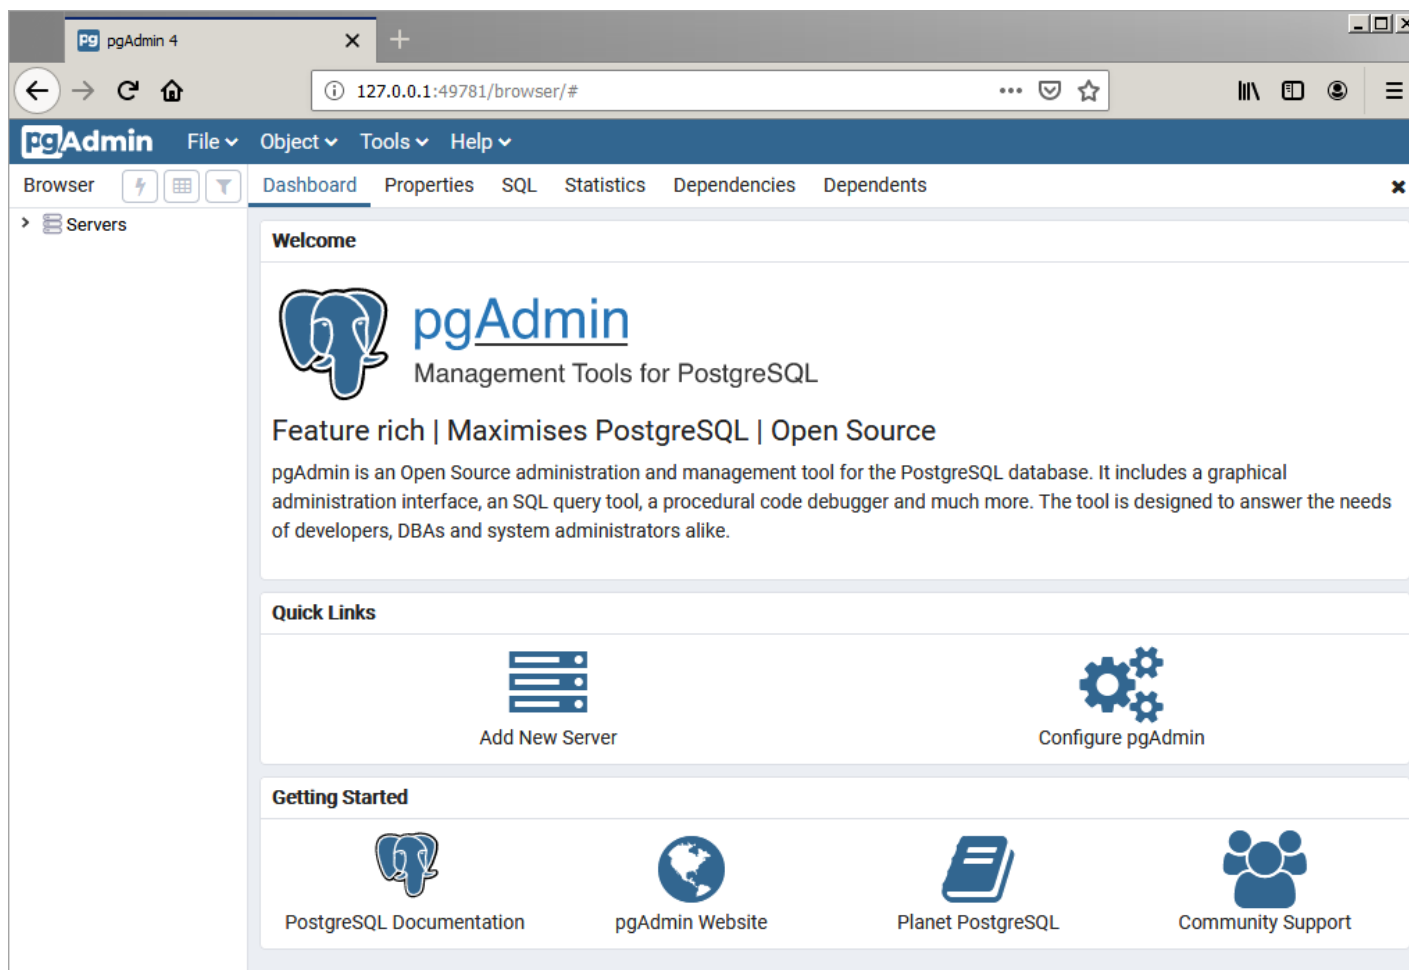 pgAdmin 4
127.0.0.1:49781/browser/#
pgAdmin File Object Tools Help
Browser Dashboard Properties SQL Statistics Dependencies Dependents
Servers
Welcome
pgAdmin
Management Tools for PostgreSQL
Feature rich | Maximises PostgreSQL | Open Source
pgAdmin is an Open Source administration and management tool for the PostgreSQL database. It includes a graphical
administration interface, an SQL query tool, a procedural code debugger and much more. The tool is designed to answer the needs
of developers, DBAs and system administrators alike.
Quick Links
Add New Server Configure pgAdmin
Getting Started
PostgreSQL Documentation pgAdmin Website Planet PostgreSQL Community Support